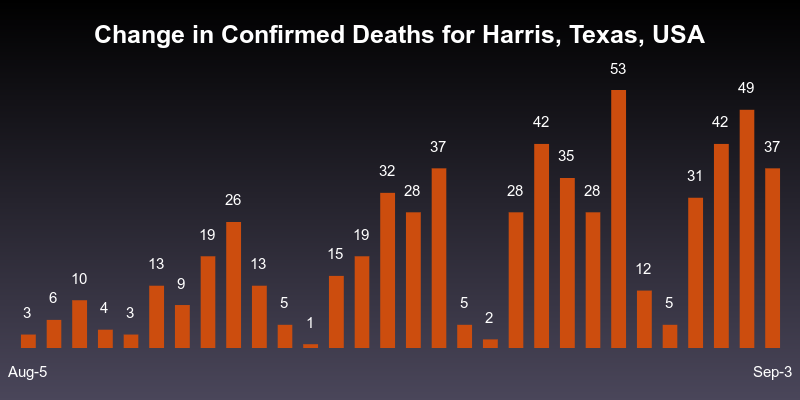 Change in Confirmed Deaths for Harris, Texas, USA
3 6 10 4 3 13 9 19 26 13 5 1 15 19 32 28 37 5 2 28 42 35 28 53 12 5 31 42 49 37
Aug-5 Sep-3